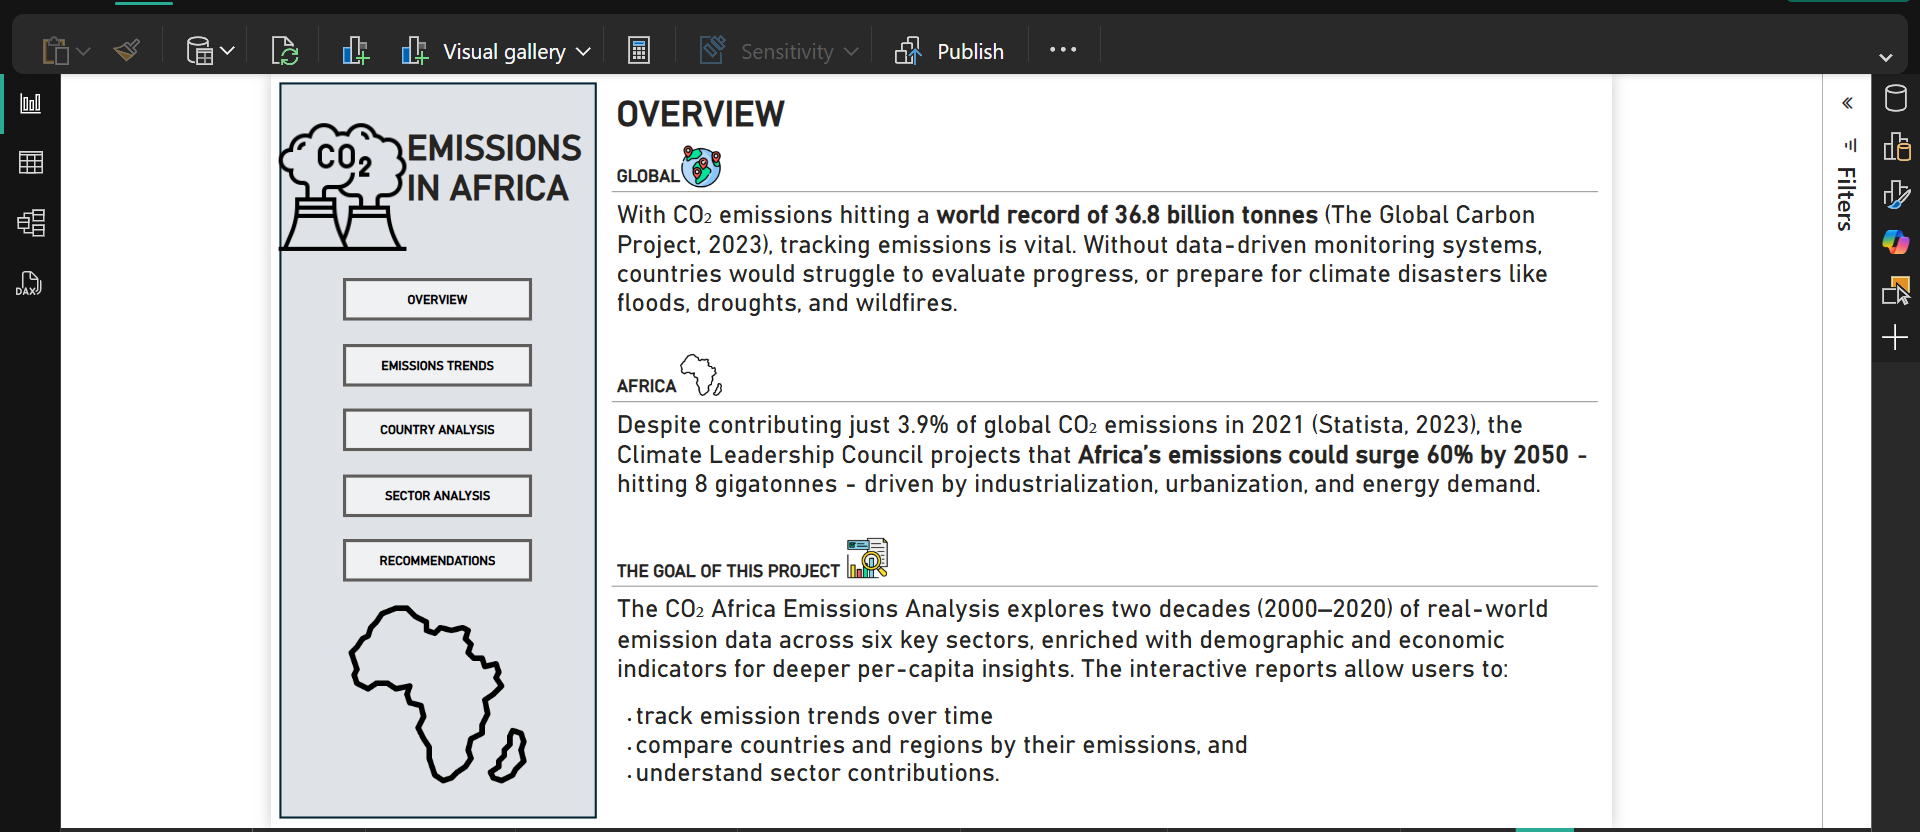 Visual gallery
Sensitivity
Publish
DAX
Filters
CO2
EMISSIONS
IN AFRICA
OVERVIEW
EMISSIONS TRENDS
COUNTRY ANALYSIS
SECTOR ANALYSIS
RECOMMENDATIONS
OVERVIEW
GLOBAL
With CO₂ emissions hitting a world record of 36.8 billion tonnes (The Global Carbon
Project, 2023), tracking emissions is vital. Without data-driven monitoring systems,
countries would struggle to evaluate progress, or prepare for climate disasters like
floods, droughts, and wildfires.
AFRICA
Despite contributing just 3.9% of global CO₂ emissions in 2021 (Statista, 2023), the
Climate Leadership Council projects that Africa’s emissions could surge 60% by 2050 -
hitting 8 gigatonnes - driven by industrialization, urbanization, and energy demand.
THE GOAL OF THIS PROJECT
The CO₂ Africa Emissions Analysis explores two decades (2000–2020) of real-world
emission data across six key sectors, enriched with demographic and economic
indicators for deeper per-capita insights. The interactive reports allow users to:
· track emission trends over time
· compare countries and regions by their emissions, and
· understand sector contributions.